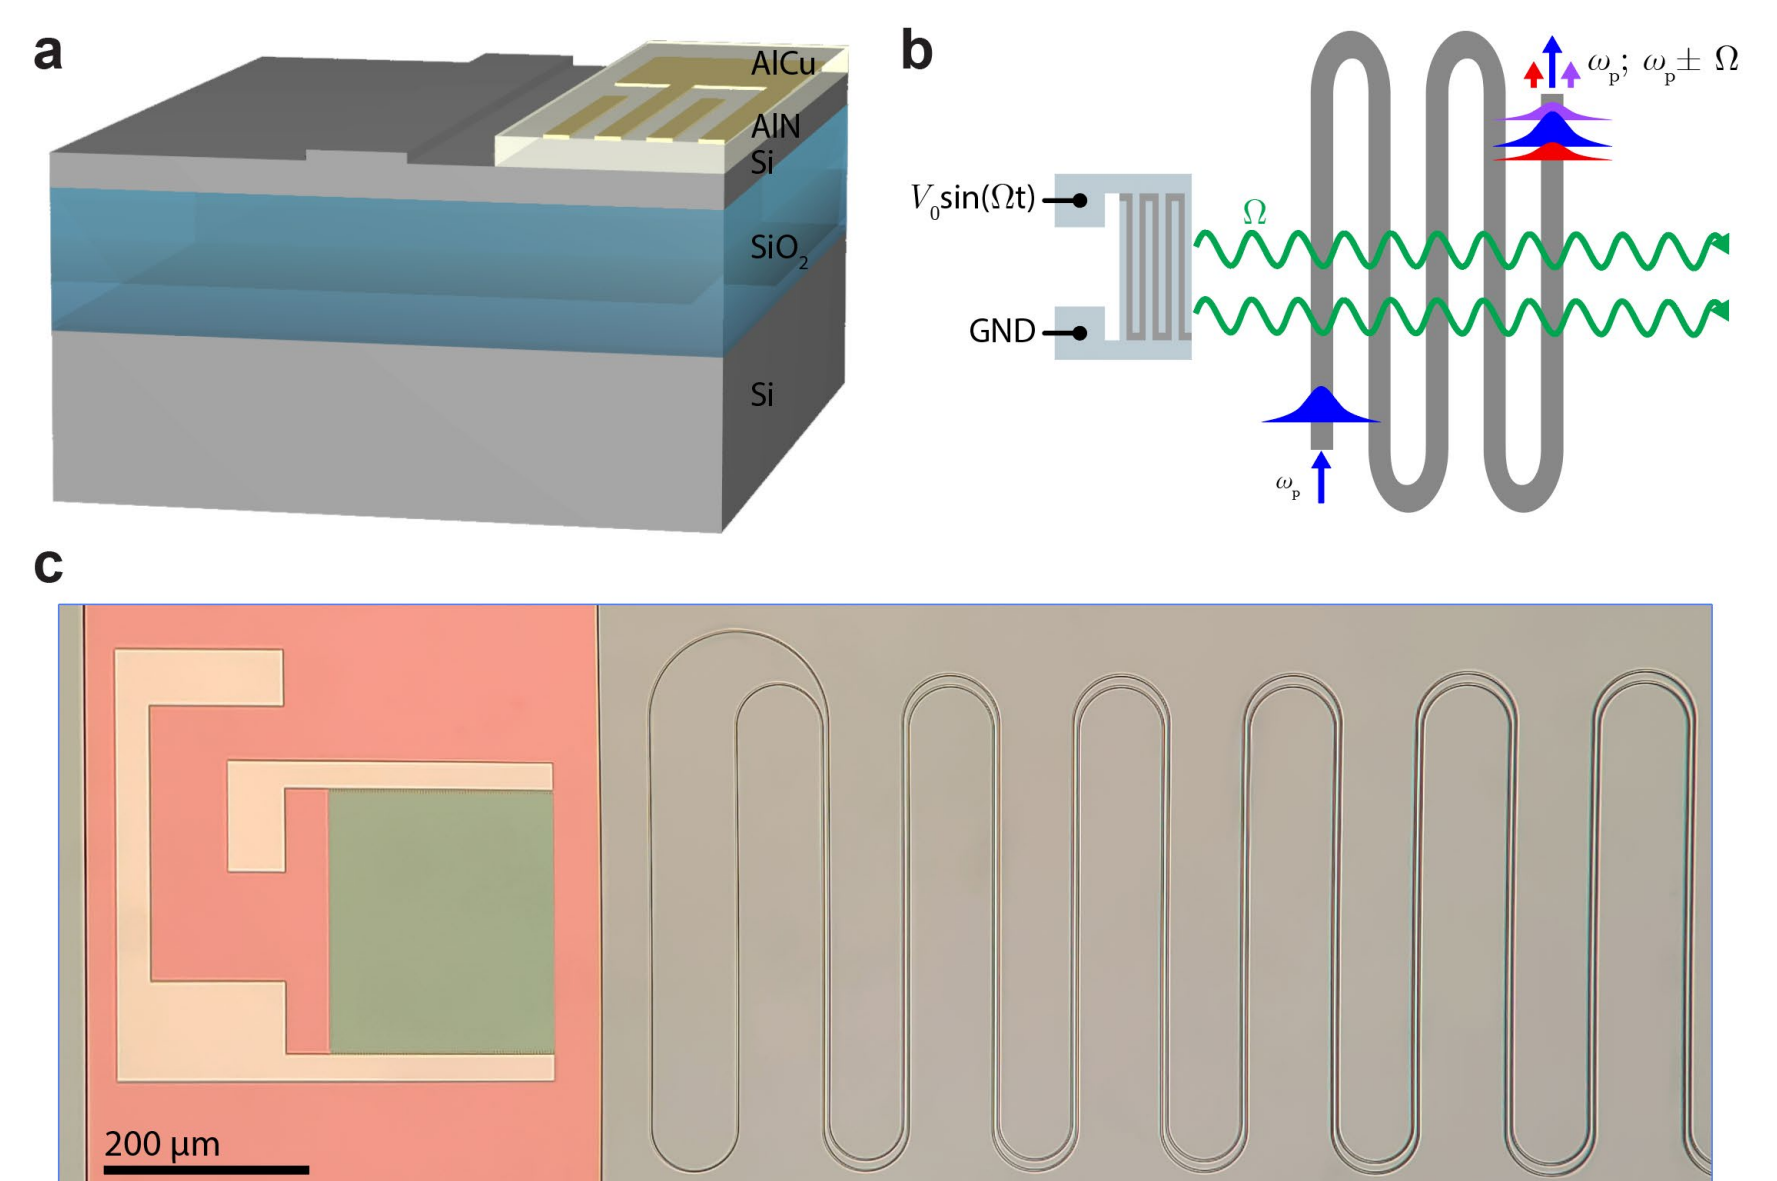 a
AlCu
AlN
Si
SiO₂
Si
b
ωₚ; ωₚ± Ω
V₀sin(Ωt)
Ω
GND
ωₚ
c
200 µm